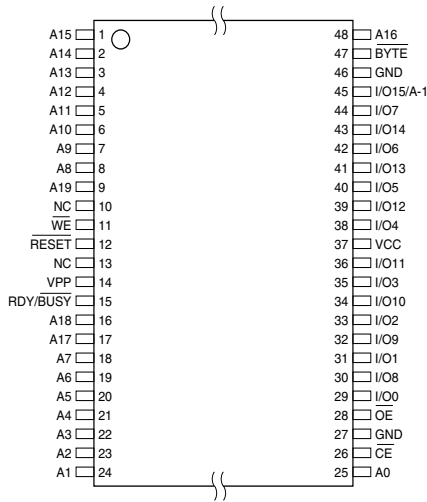 A15 1 48 A16
A14 2 47 BYTE
A13 3 46 GND
A12 4 45 I/O15/A-1
A11 5 44 I/O7
A10 6 43 I/O14
A9 7 42 I/O6
A8 8 41 I/O13
A19 9 40 I/O5
NC 10 39 I/O12
WE 11 38 I/O4
RESET 12 37 VCC
NC 13 36 I/O11
VPP 14 35 I/O3
RDY/BUSY 15 34 I/O10
A18 16 33 I/O2
A17 17 32 I/O9
A7 18 31 I/O1
A6 19 30 I/O8
A5 20 29 I/O0
A4 21 28 OE
A3 22 27 GND
A2 23 26 CE
A1 24 25 A0